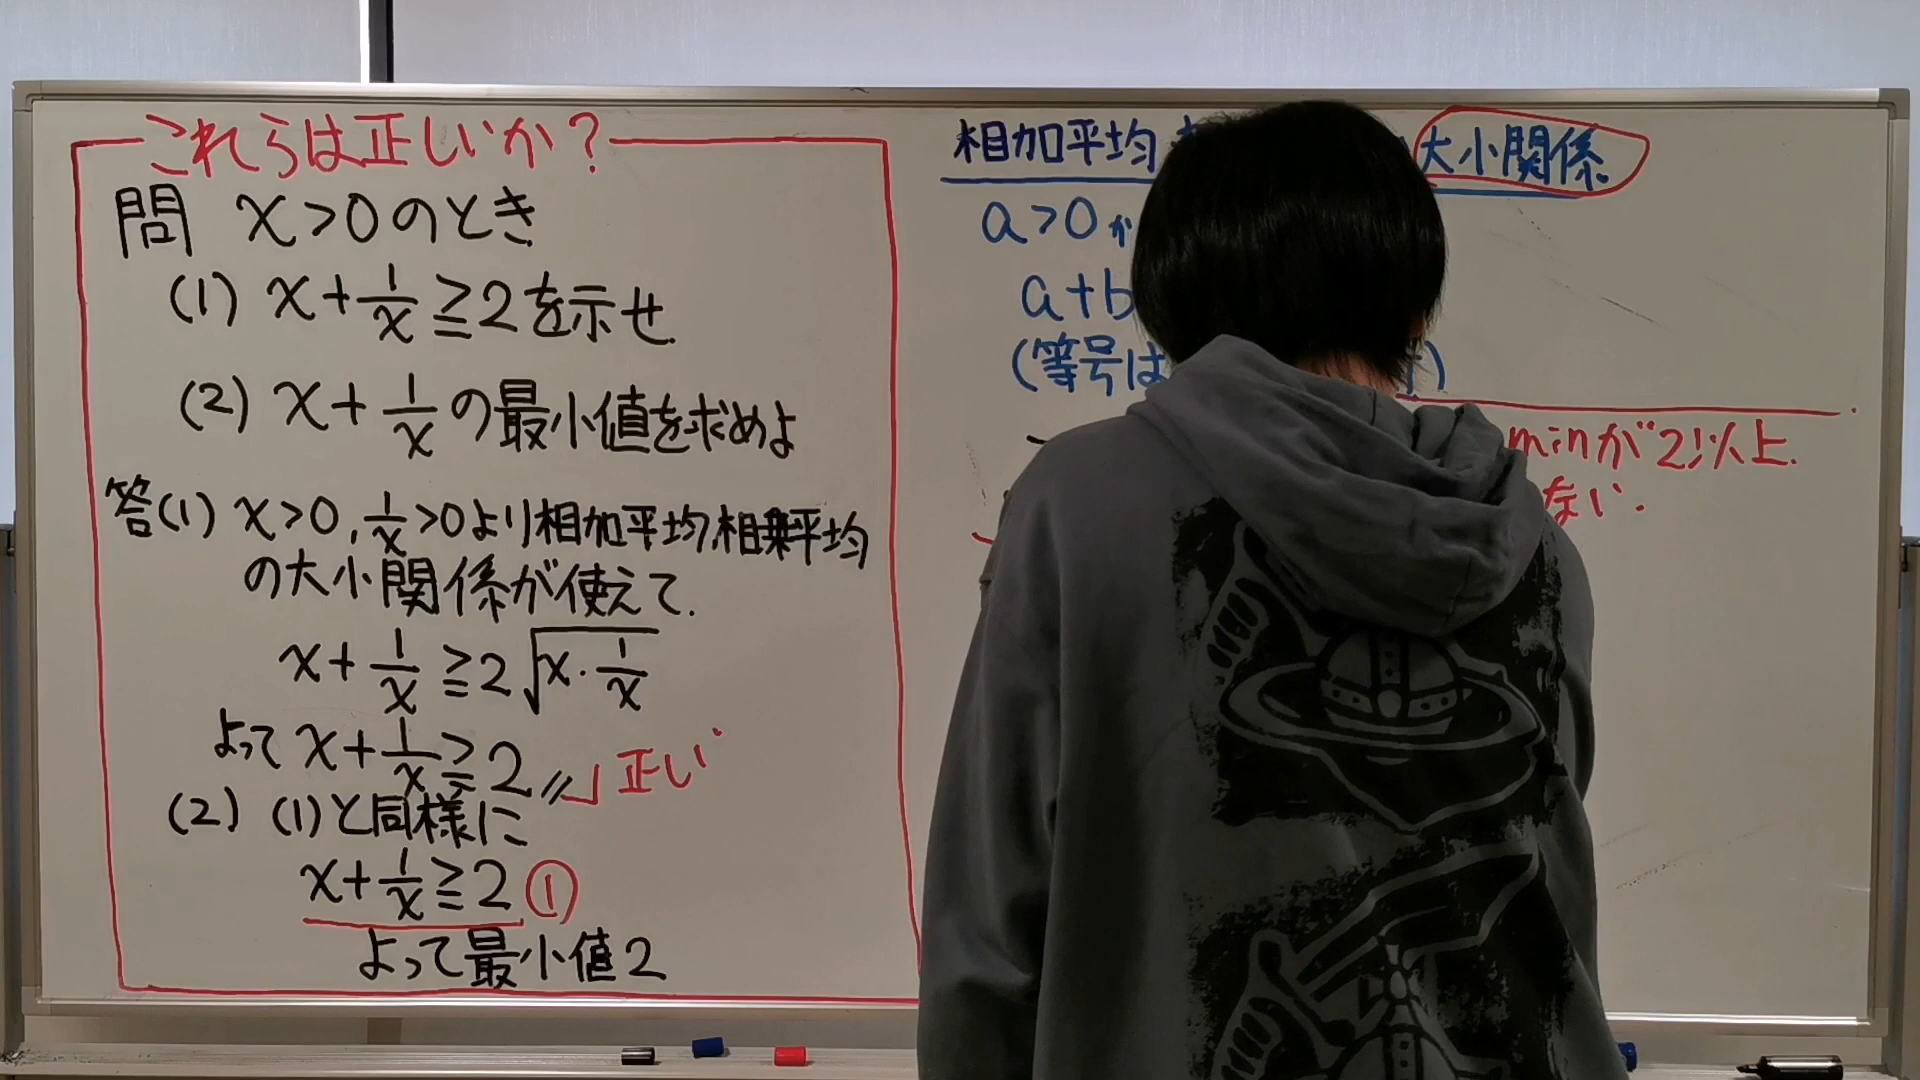 これらは正しいか?
問 x>0のとき
(1) x+1/x≧2を示せ
(2) x+1/xの最小値を求めよ
答(1) x>0, 1/x>0より相加平均,相乗平均
の大小関係が使えて.
x+1/x≧2√x・1/x
よって x+1/x≧2 正しい
(2) (1)と同様に
x+1/x≧2 ①
よって最小値2
相加平均 大小関係
a>0 か
a+b
(等号は )
minが2以上.
ない.